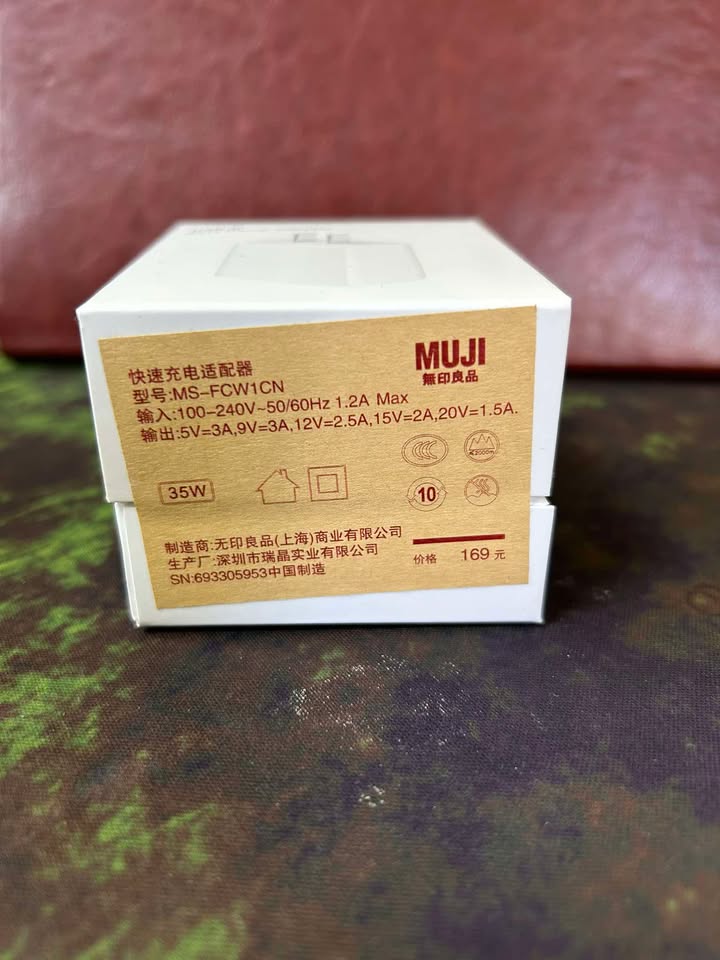 MUJI
無印良品
快速充电适配器
型号:MS-FCW1CN
输入:100-240V~50/60Hz 1.2A Max
输出:5V=3A,9V=3A,12V=2.5A,15V=2A,20V=1.5A.
≤2000m
35W
10
制造商:无印良品(上海)商业有限公司
生产厂:深圳市瑞晶实业有限公司
SN:693305953中国制造
价格 169 元